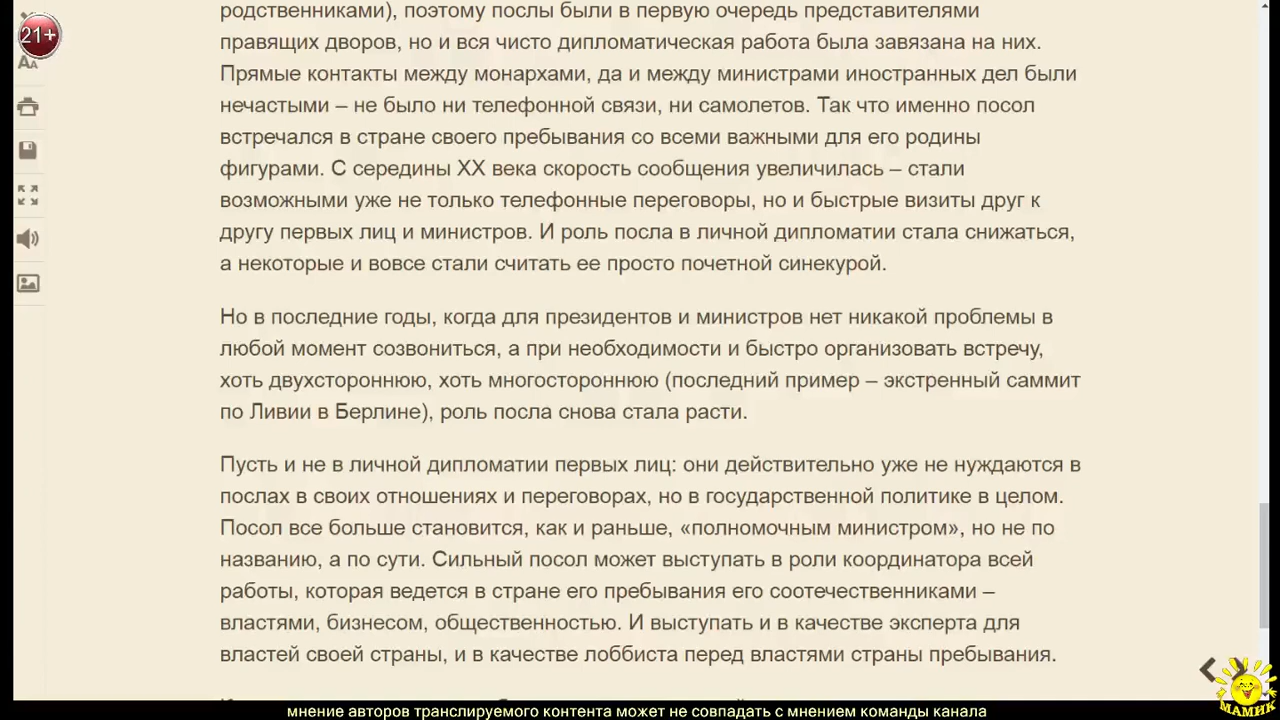 родственниками), поэтому послы были в первую очередь представителями
21+
правящих дворов, но и вся чисто дипломатическая работа была завязана на них.
AA
Прямые контакты между монархами, да и между министрами иностранных дел были
нечастыми – не было ни телефонной связи, ни самолетов. Так что именно посол
встречался в стране своего пребывания со всеми важными для его родины
фигурами. С середины XX века скорость сообщения увеличилась – стали
возможными уже не только телефонные переговоры, но и быстрые визиты друг к
другу первых лиц и министров. И роль посла в личной дипломатии стала снижаться,
а некоторые и вовсе стали считать ее просто почетной синекурой.
Но в последние годы, когда для президентов и министров нет никакой проблемы в
любой момент созвониться, а при необходимости и быстро организовать встречу,
хоть двухстороннюю, хоть многостороннюю (последний пример – экстренный саммит
по Ливии в Берлине), роль посла снова стала расти.
Пусть и не в личной дипломатии первых лиц: они действительно уже не нуждаются в
послах в своих отношениях и переговорах, но в государственной политике в целом.
Посол все больше становится, как и раньше, «полномочным министром», но не по
названию, а по сути. Сильный посол может выступать в роли координатора всей
работы, которая ведется в стране его пребывания его соотечественниками –
властями, бизнесом, общественностью. И выступать и в качестве эксперта для
властей своей страны, и в качестве лоббиста перед властями страны пребывания.
МАМИК
мнение авторов транслируемого контента может не совпадать с мнением команды канала